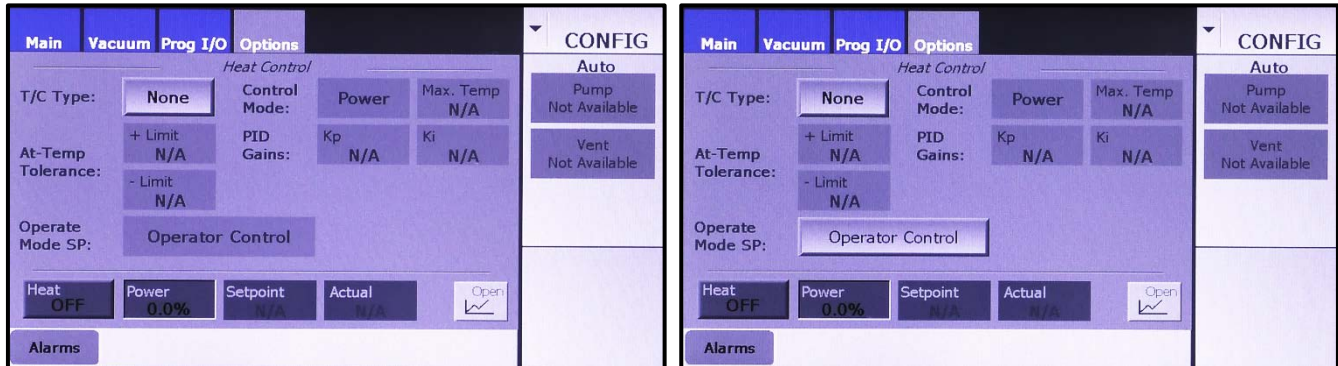 Main Vacuum Prog I/O Options
CONFIG
Heat Control
Auto
T/C Type: None Control Mode: Power Max. Temp N/A
Pump
Not Available
At-Temp Tolerance: + Limit N/A PID Gains: Kp N/A Ki N/A
Vent
Not Available
- Limit
N/A
Operate Mode SP: Operator Control
Heat OFF Power 0.0% Setpoint N/A Actual N/A Open
Alarms
Main Vacuum Prog I/O Options
CONFIG
Heat Control
Auto
T/C Type: None Control Mode: Power Max. Temp N/A
Pump
Not Available
At-Temp Tolerance: + Limit N/A PID Gains: Kp N/A Ki N/A
Vent
Not Available
- Limit
N/A
Operate Mode SP: Operator Control
Heat OFF Power 0.0% Setpoint N/A Actual N/A Open
Alarms